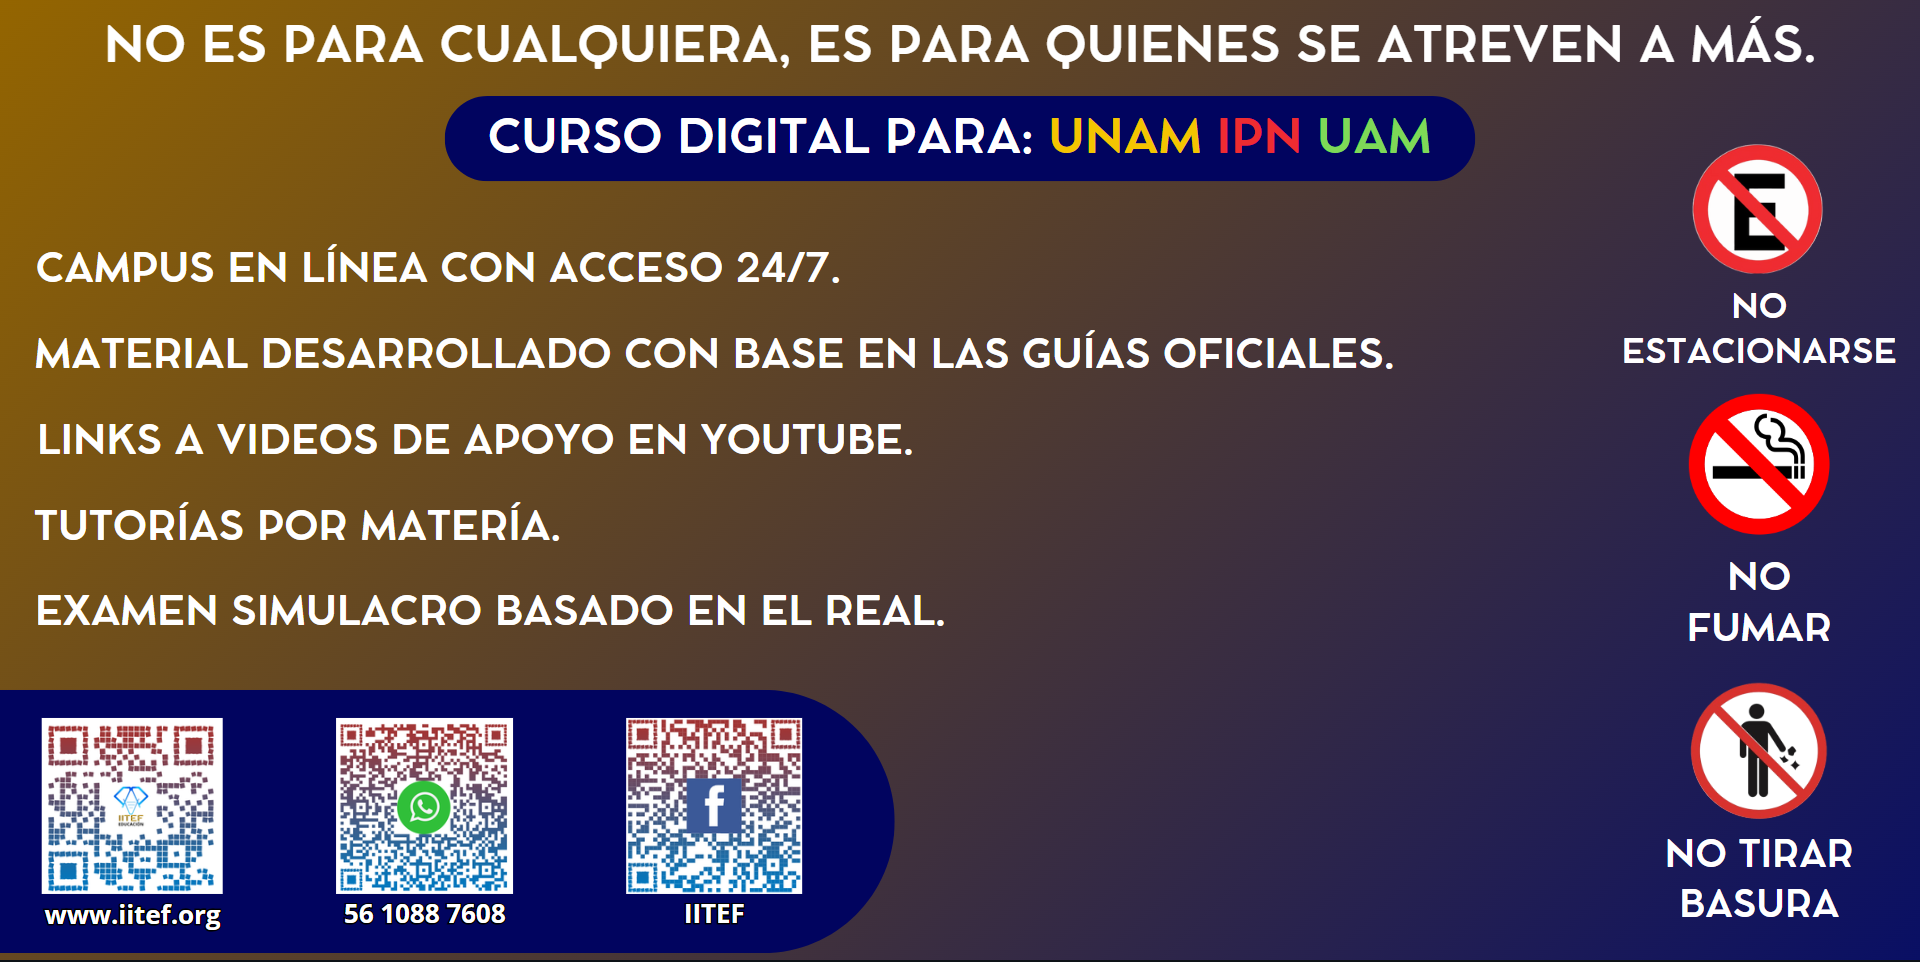 NO ES PARA CUALQUIERA, ES PARA QUIENES SE ATREVEN A MÁS.
CURSO DIGITAL PARA: UNAM IPN UAM
CAMPUS EN LÍNEA CON ACCESO 24/7.
MATERIAL DESARROLLADO CON BASE EN LAS GUÍAS OFICIALES.
LINKS A VIDEOS DE APOYO EN YOUTUBE.
TUTORÍAS POR MATERÍA.
EXAMEN SIMULACRO BASADO EN EL REAL.
E
NO
ESTACIONARSE
NO
FUMAR
NO TIRAR
BASURA
IITEF
EDUCACIÓN
f
www.iitef.org
56 1088 7608
IITEF